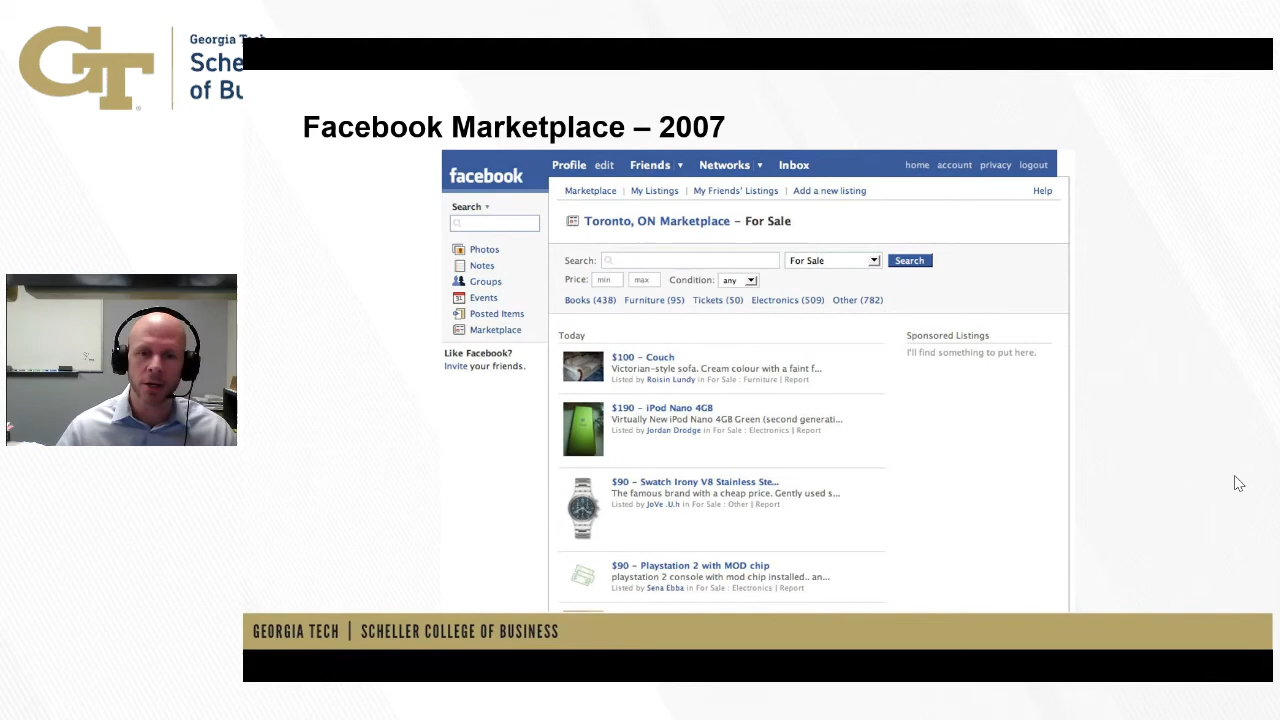 GT
Georgia T
Sche
of Bu
Facebook Marketplace – 2007
facebook
Profile edit Friends ▾ Networks ▾ Inbox
home account privacy logout
Search ▾
Photos
Notes
Groups
31 Events
Posted Items
Marketplace
Like Facebook?
Invite your friends.
Marketplace | My Listings | My Friends' Listings | Add a new listing
Help
Toronto, ON Marketplace – For Sale
Search: For Sale Search
Price: min max Condition: any
Books (438) Furniture (95) Tickets (50) Electronics (509) Other (782)
Today
$100 – Couch
Victorian-style sofa. Cream colour with a faint f...
Listed by Roisin Lundy in For Sale : Furniture | Report
$190 – iPod Nano 4GB
Virtually New iPod Nano 4GB Green (second generati...
Listed by Jordan Drodge in For Sale : Electronics | Report
$90 – Swatch Irony V8 Stainless Ste...
The famous brand with a cheap price. Gently used s...
Listed by JoVe .U.h in For Sale : Other | Report
$90 – Playstation 2 with MOD chip
playstation 2 console with mod chip installed.. an...
Listed by Sena Ebba in For Sale : Electronics | Report
Sponsored Listings
I'll find something to put here.
GEORGIA TECH | SCHELLER COLLEGE OF BUSINESS